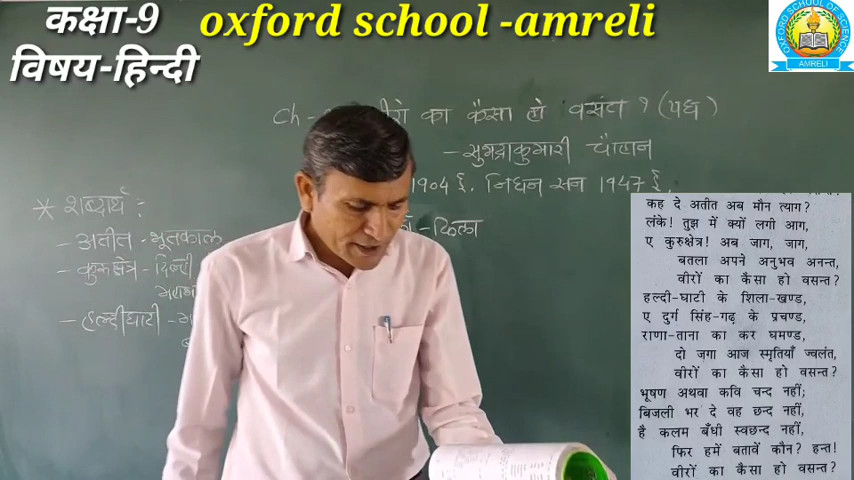 कक्षा-9
विषय-हिन्दी
oxford school -amreli
OXFORD SCHOOL OF SCIENCE
AMRELI
Ch- का कैसा हो वसंत ? (पद्य)
- सुभद्राकुमारी चौहान
1904 ई. निधन सन 1947 ई.
* शब्दार्थ :
- अतीत - भूतकाल
- किला
- कुरुक्षेत्र - दिल्ली
- हल्दीघाटी -
कह दे अतीत अब मौन त्याग?
लंके! तुझ में क्यों लगी आग,
ए कुरुक्षेत्र! अब जाग, जाग,
बतला अपने अनुभव अनन्त,
वीरों का कैसा हो वसन्त?
हल्दी-घाटी के शिला-खण्ड,
ए दुर्ग सिंह-गढ़ के प्रचण्ड,
राणा-ताना का कर घमण्ड,
दो जगा आज स्मृतियाँ ज्वलंत,
वीरों का कैसा हो वसन्त?
भूषण अथवा कवि चन्द नहीं;
बिजली भर दे वह छन्द नहीं,
है कलम बँधी स्वछन्द नहीं,
फिर हमें बतावें कौन? हन्त!
वीरों का कैसा हो वसन्त?